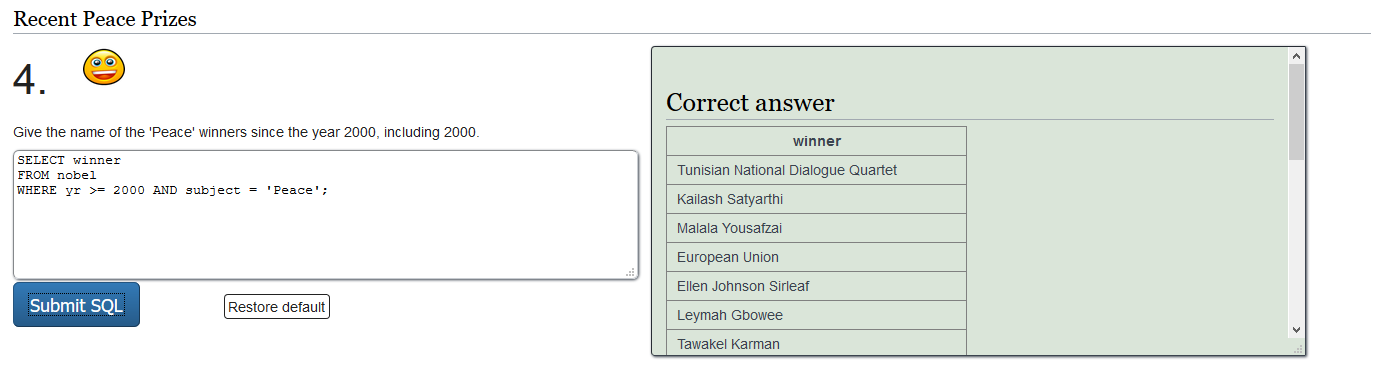 Recent Peace Prizes
4.
Give the name of the 'Peace' winners since the year 2000, including 2000.
SELECT winner
FROM nobel
WHERE yr >= 2000 AND subject = 'Peace';
Submit SQL
Restore default
Correct answer
winner
Tunisian National Dialogue Quartet
Kailash Satyarthi
Malala Yousafzai
European Union
Ellen Johnson Sirleaf
Leymah Gbowee
Tawakel Karman